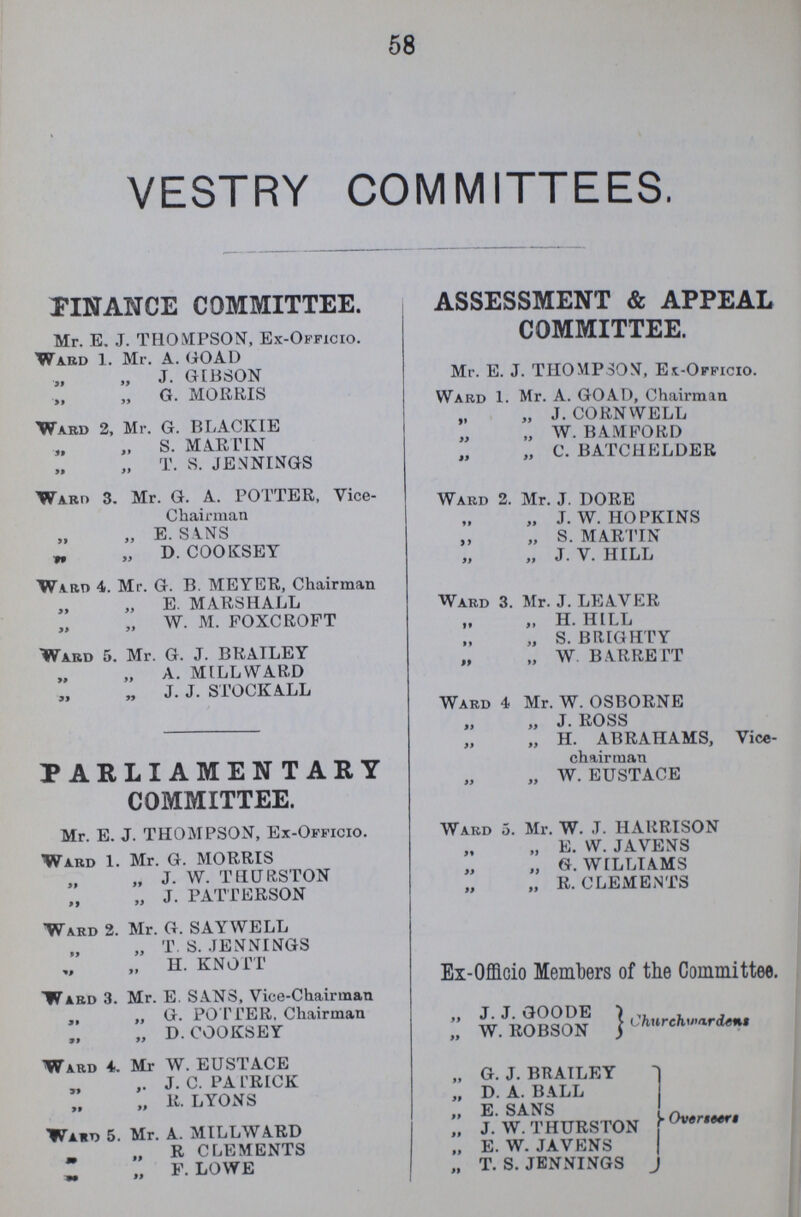 58
VESTRY COMMITTEES.
FINANCE COMMITTEE.
Mr. E. J. THOMPSON, Ex-Officio.
Ward 1. Mr. A. GOAD
„ „ J. GIBSON
„ „ G. MORRIS
Ward 2, Mr. G. BLACKIE
„ „ S. MARTIN
„ „ T. S. JENNINGS
Ward 3. Mr. G. A. POTTER, Vice-
Chairman
„ „ E. SANS
„ „ D. COOKSEY
Ward 4. Mr. G. B. MEYER, Chairman
„ „ E. MARSHALL
„ „ W. M. FOXCROFT
Ward 5. Mr. G. J. BRAILEY
„ „ A. MILLWARD
„ „ J. J. STOCKALL
PARLIAMENTARY
COMMITTEE.
Mr. E. J. THOMPSON, Ex-Officio.
Ward 1. Mr. G. MORRIS
„ „ J. W. THURSTON
„ „ J. PATTERSON
Ward 2. Mr. G. SAYWELL
„ „ T. S. JENNINGS
„ „ H. KNOTT
Ward 3. Mr. E. SANS, Vice-Chairman
„ „ G. POTTER, Chairman
„ „ D. COOKSEY
Ward 4. Mr W. EUSTACE
„ „ J. C. PATRICK
„ „ R. LYONS
Ward 5. Mr. A. MILLWARD
„ „ R CLEMENTS
„ „ F. LOWE
ASSESSMENT & APPEAL
COMMITTEE.
Mr. E. J. THOMPSON, Ex-Officio.
Ward 1. Mr. A. GOAD, Chairman
„ „ J. CORNWELL
„ „ W. BAMFORD
„ „ C. BATCHELDER
Ward 2. Mr. J. DORE
„ „ J. W. HOPKINS
„ „ S. MARTIN
„ „ J. V. HILL
Ward 3. Mr. J. LEAVER
„ „ H. HILL
„ „ S. BRIGHTY
„ „ W. BARRETT
Ward 4 Mr. W. OSBORNE
„ „ J. ROSS
„ „ H. ABRAHAMS, Vice-
chairman
„ „ W. EUSTACE
Ward 5. Mr. W. J. HARRISON
„ „ E. W. JAVENS
„ „ G. WILLIAMS
„ „ R. CLEMENTS
Ex-Officio Members of the Committee.
„ J. J. GOODE
„ W. ROBSON } Churchwardens
„ G. J. BRAILEY
„ D. A. BALL
„ E. SANS
„ J. W. THURSTON } Overseers
„ E. W. JAVENS
„ T. S. JENNINGS